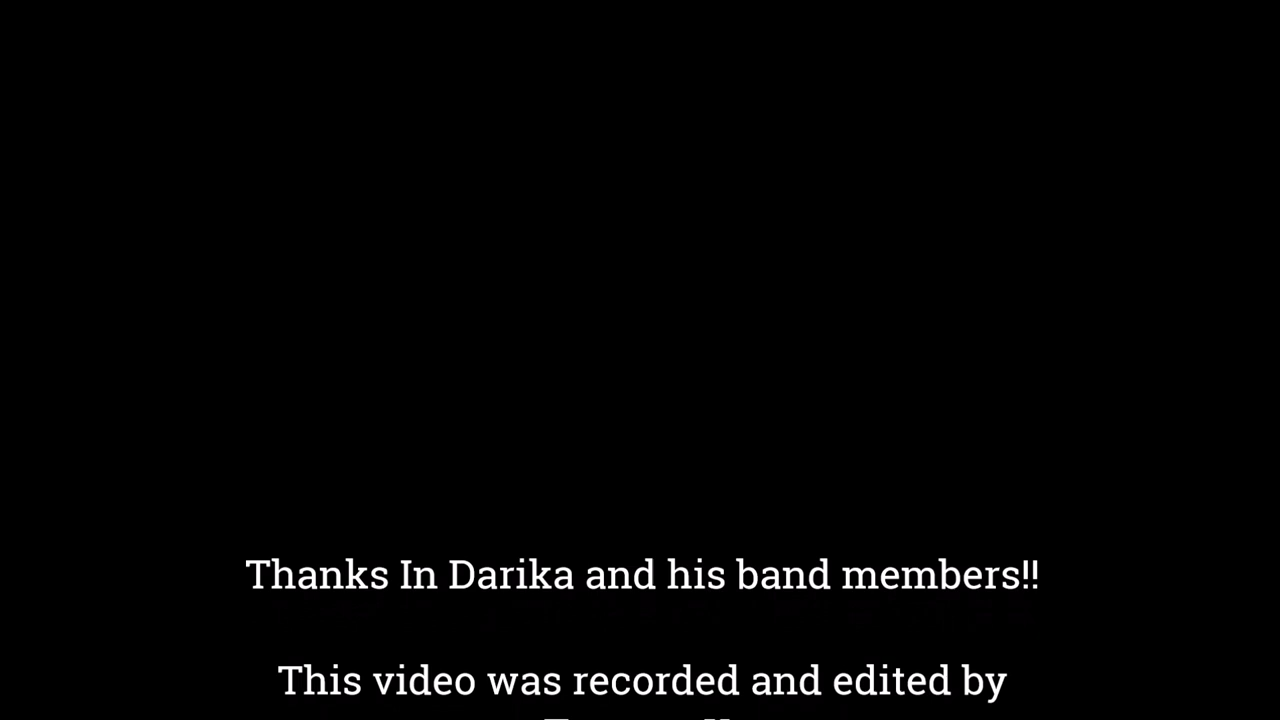 Thanks In Darika and his band members!!
This video was recorded and edited by